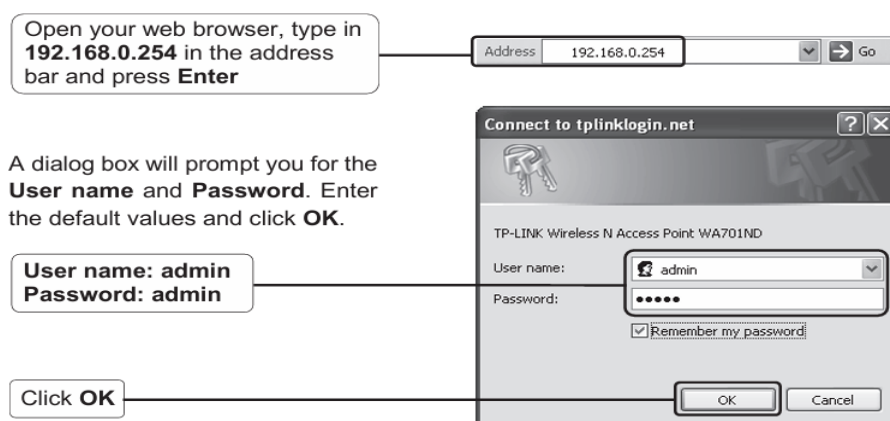 Open your web browser, type in
192.168.0.254 in the address
bar and press Enter
Address 192.168.0.254 Go
Connect to tplinklogin.net
A dialog box will prompt you for the
User name and Password. Enter
the default values and click OK.
TP-LINK Wireless N Access Point WA701ND
User name: admin
Password: •••••
User name: admin
Password: admin
Remember my password
Click OK
OK Cancel